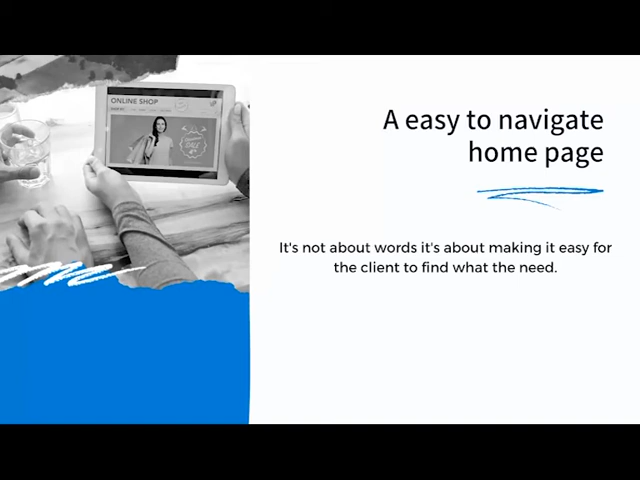 ONLINE SHOP
SALE
A easy to navigate
home page
It's not about words it's about making it easy for
the client to find what the need.